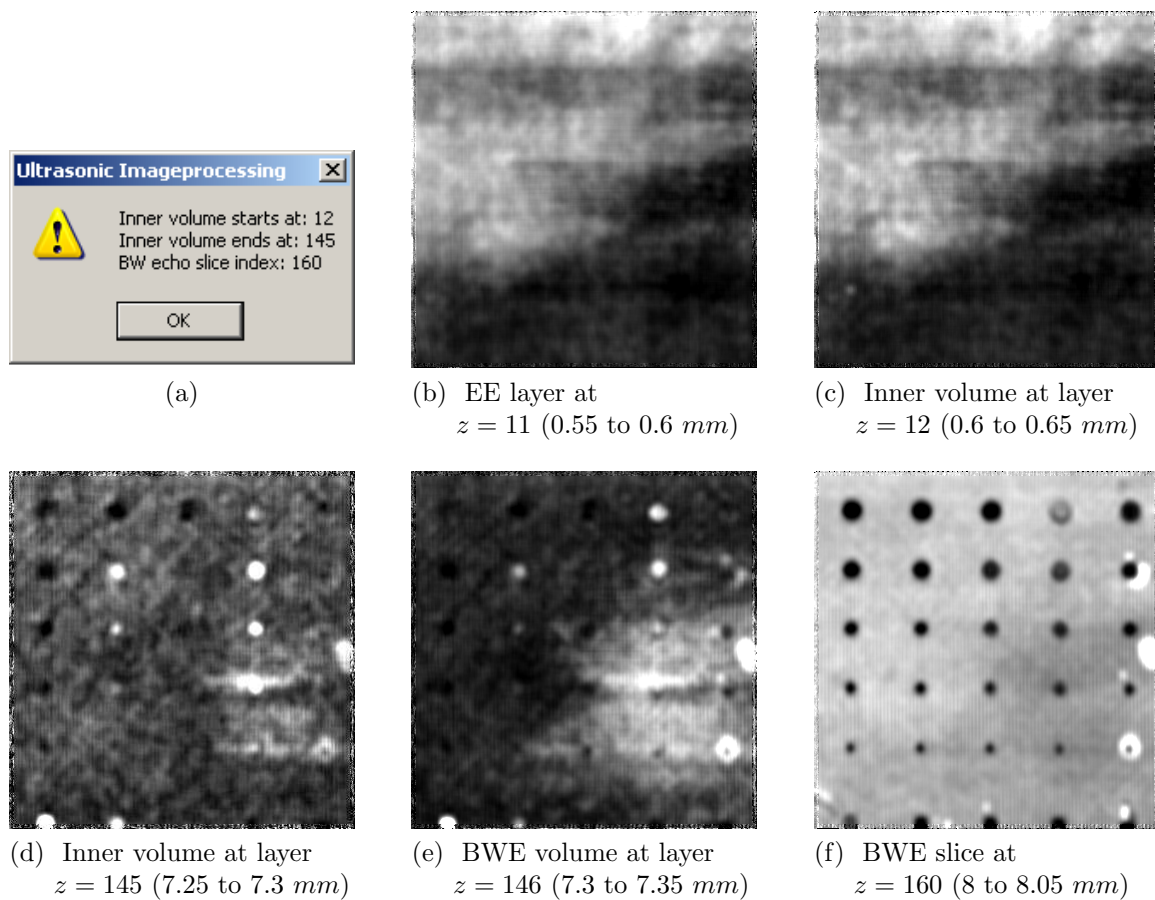 Ultrasonic Imageprocessing
Inner volume starts at: 12
Inner volume ends at: 145
BW echo slice index: 160
OK
(a)
(b) EE layer at
z = 11 (0.55 to 0.6 mm)
(c) Inner volume at layer
z = 12 (0.6 to 0.65 mm)
(d) Inner volume at layer
z = 145 (7.25 to 7.3 mm)
(e) BWE volume at layer
z = 146 (7.3 to 7.35 mm)
(f) BWE slice at
z = 160 (8 to 8.05 mm)